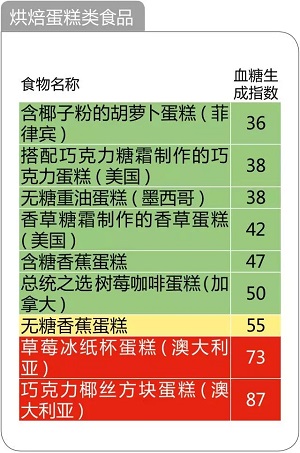 烘焙蛋糕类食品
食物名称
血糖生
成指数
含椰子粉的胡萝卜蛋糕(菲
律宾)
36
搭配巧克力糖霜制作的巧
克力蛋糕(美国)
38
无糖重油蛋糕(墨西哥)
38
香草糖霜制作的香草蛋糕
(美国)
42
含糖香蕉蛋糕
47
总统之选树莓咖啡蛋糕(加
拿大)
50
无糖香蕉蛋糕
55
草莓冰纸杯蛋糕(澳大利
亚)
73
巧克力椰丝方块蛋糕(澳
大利亚)
87